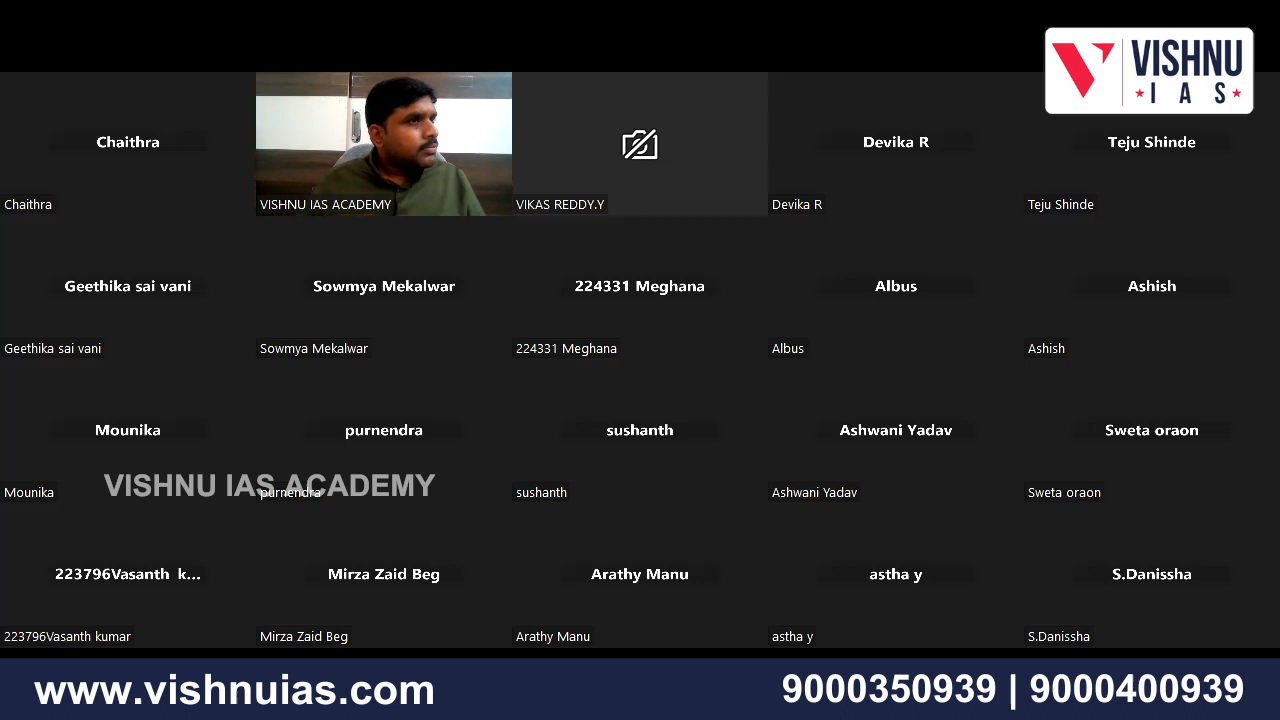 VISHNU
IAS
Chaithra
Devika R
Teju Shinde
Chaithra
VISHNU IAS ACADEMY
VIKAS REDDY.Y
Devika R
Teju Shinde
Geethika sai vani
Sowmya Mekalwar
224331 Meghana
Albus
Ashish
Geethika sai vani
Sowmya Mekalwar
224331 Meghana
Albus
Ashish
Mounika
purnendra
sushanth
Ashwani Yadav
Sweta oraon
VISHNU IAS ACADEMY
Mounika
purnendra
sushanth
Ashwani Yadav
Sweta oraon
223796Vasanth k...
Mirza Zaid Beg
Arathy Manu
astha y
S.Danissha
223796Vasanth kumar
Mirza Zaid Beg
Arathy Manu
astha y
S.Danissha
www.vishnuias.com
9000350939 | 9000400939